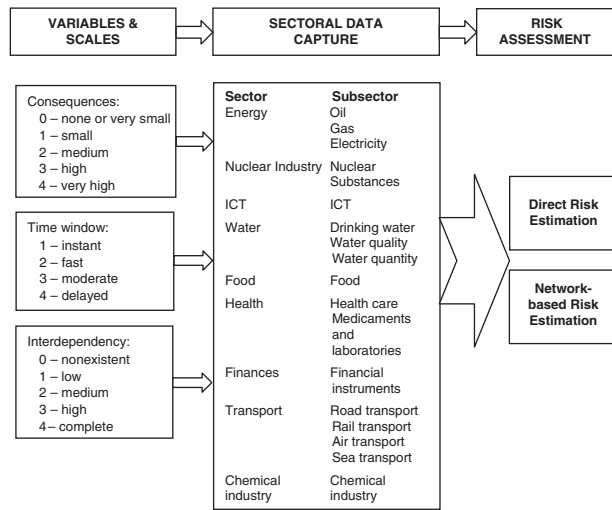 VARIABLES &
SCALES
SECTORAL DATA
CAPTURE
RISK
ASSESSMENT
Consequences:
0 – none or very small
1 – small
2 – medium
3 – high
4 – very high
Time window:
1 – instant
2 – fast
3 – moderate
4 – delayed
Interdependency:
0 – nonexistent
1 – low
2 – medium
3 – high
4 – complete
Sector Subsector
Energy Oil
Gas
Electricity
Nuclear Industry Nuclear
Substances
ICT ICT
Water Drinking water
Water quality
Water quantity
Food Food
Health Health care
Medicaments
and
laboratories
Finances Financial
instruments
Transport Road transport
Rail transport
Air transport
Sea transport
Chemical Chemical
industry industry
Direct Risk
Estimation
Network-
based Risk
Estimation